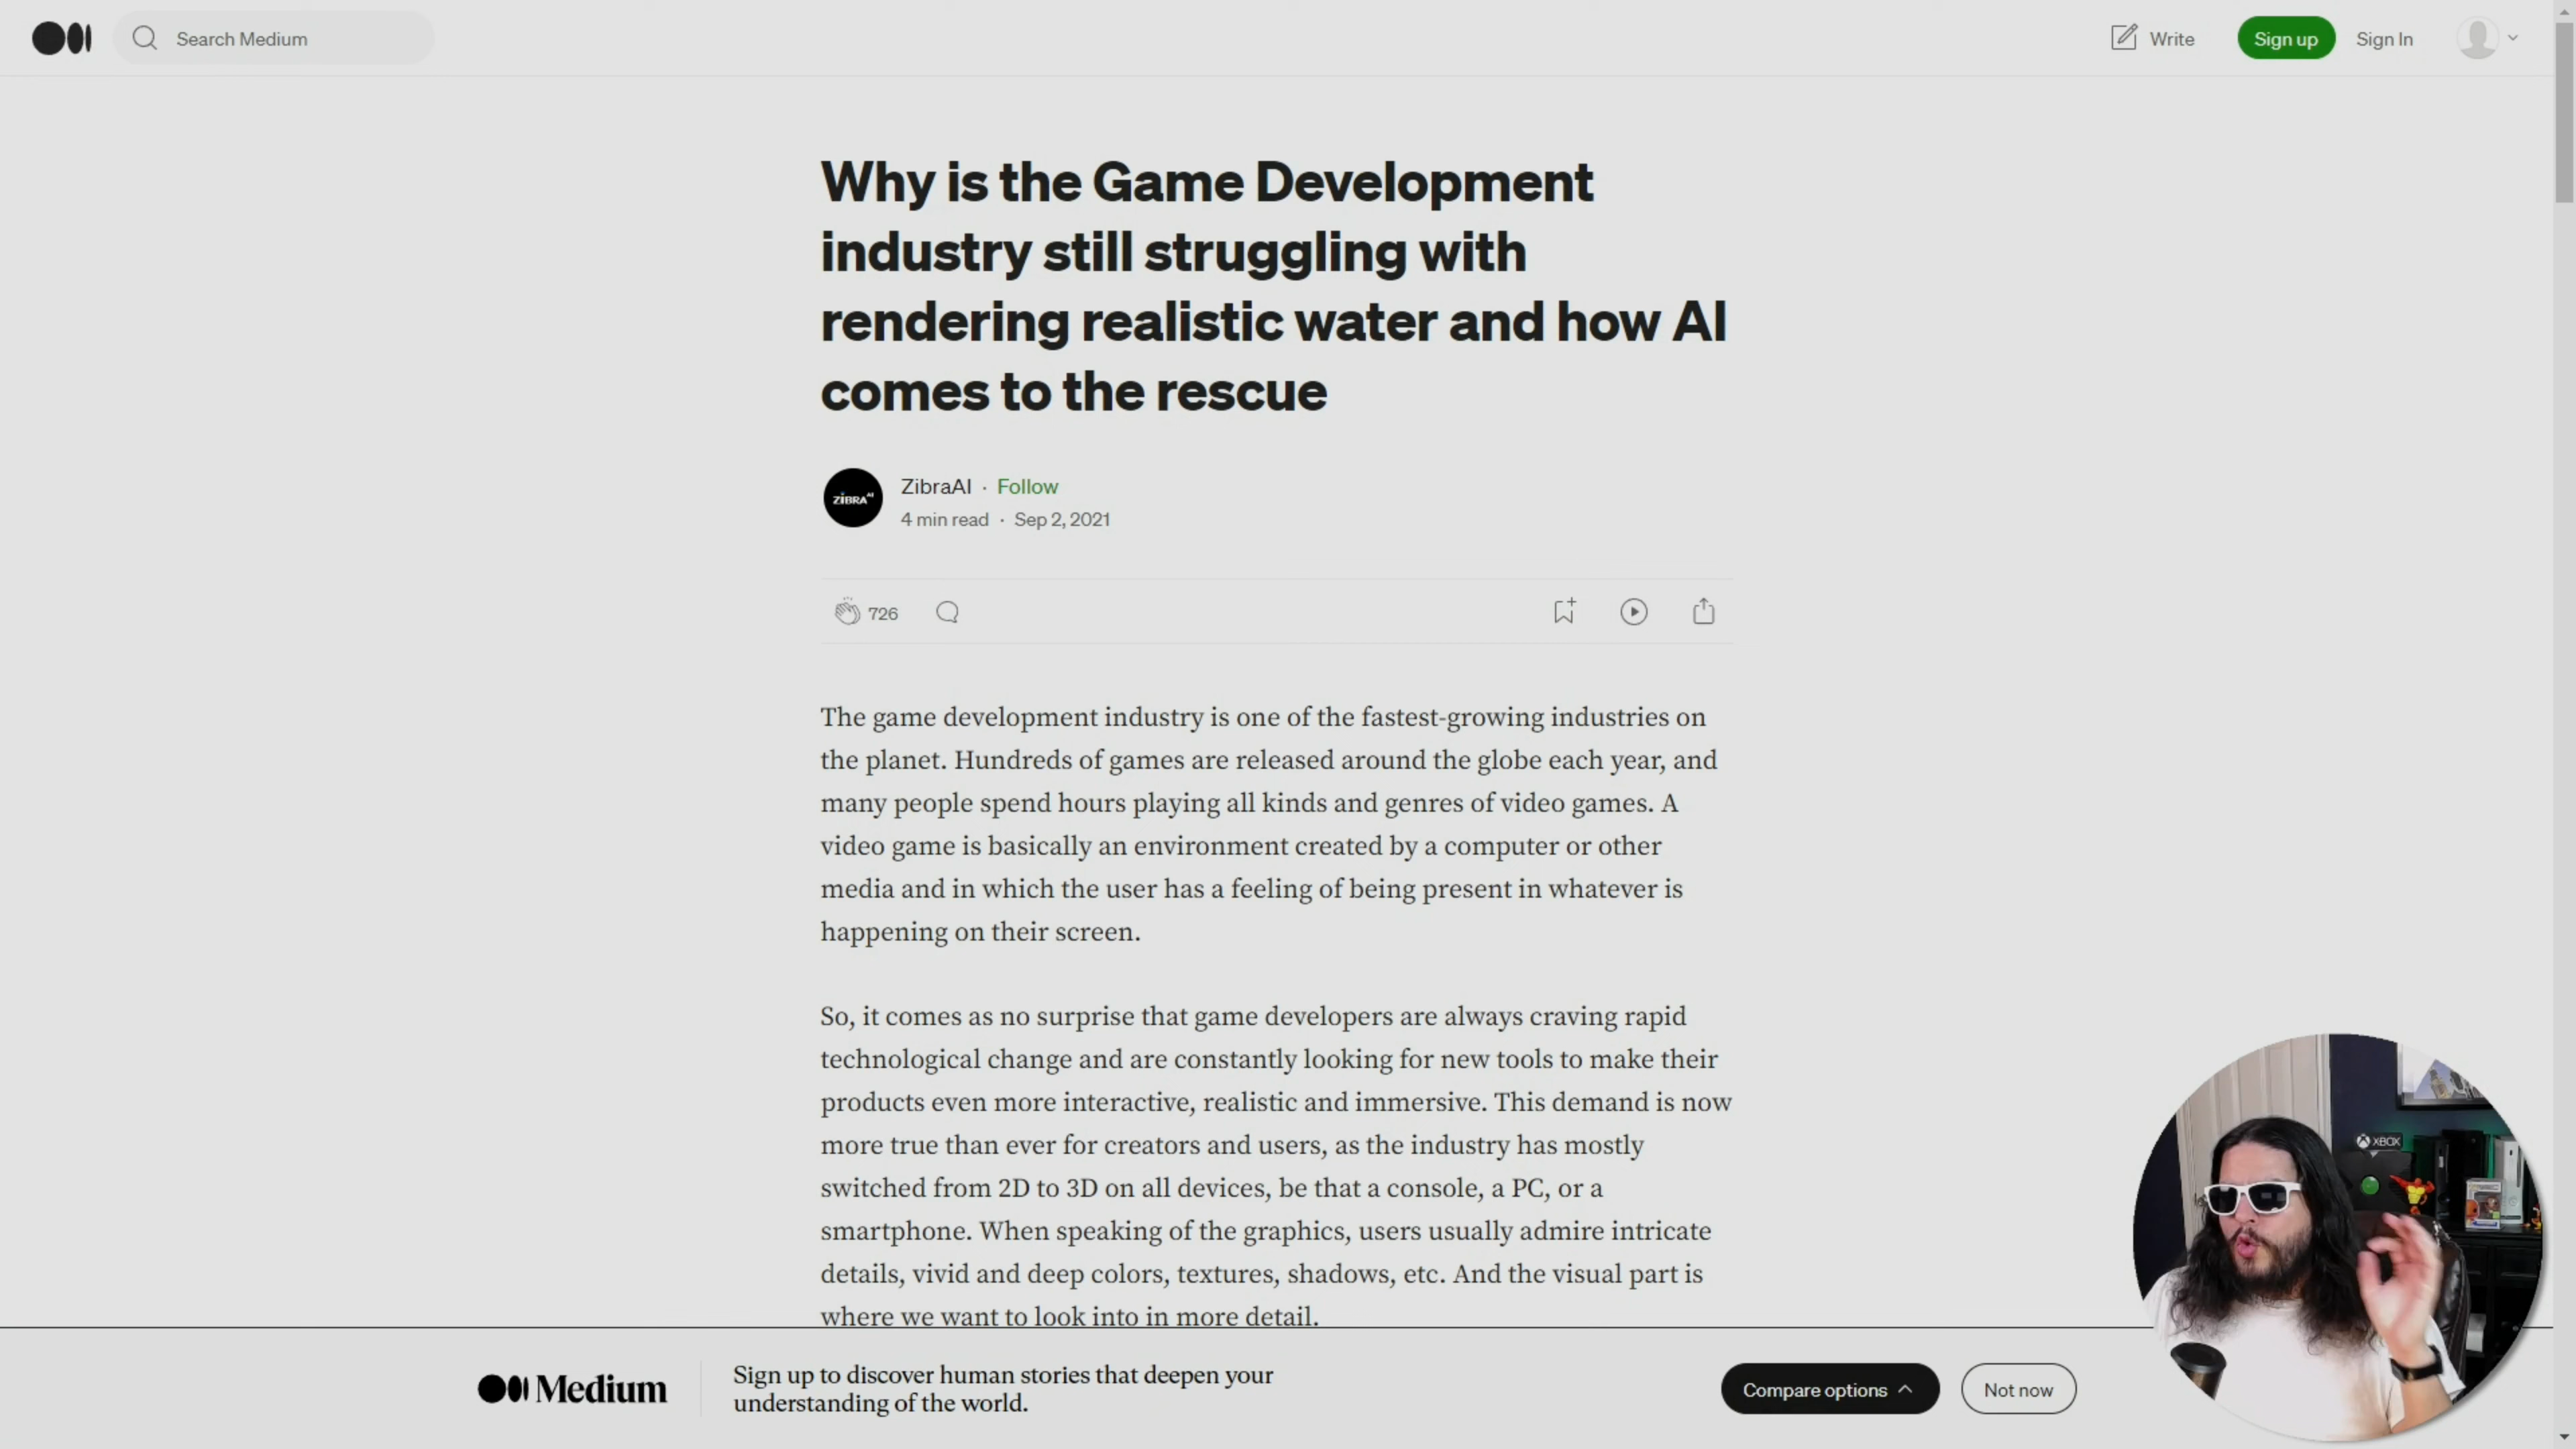 Search Medium
Write
Sign up
Sign In
Why is the Game Development
industry still struggling with
rendering realistic water and how AI
comes to the rescue
ZIBRA AI
ZibraAI · Follow
4 min read · Sep 2, 2021
726
The game development industry is one of the fastest-growing industries on
the planet. Hundreds of games are released around the globe each year, and
many people spend hours playing all kinds and genres of video games. A
video game is basically an environment created by a computer or other
media and in which the user has a feeling of being present in whatever is
happening on their screen.
So, it comes as no surprise that game developers are always craving rapid
technological change and are constantly looking for new tools to make their
products even more interactive, realistic and immersive. This demand is now
more true than ever for creators and users, as the industry has mostly
switched from 2D to 3D on all devices, be that a console, a PC, or a
smartphone. When speaking of the graphics, users usually admire intricate
details, vivid and deep colors, textures, shadows, etc. And the visual part is
where we want to look into in more detail.
XBOX
Medium
Sign up to discover human stories that deepen your
understanding of the world.
Compare options
Not now